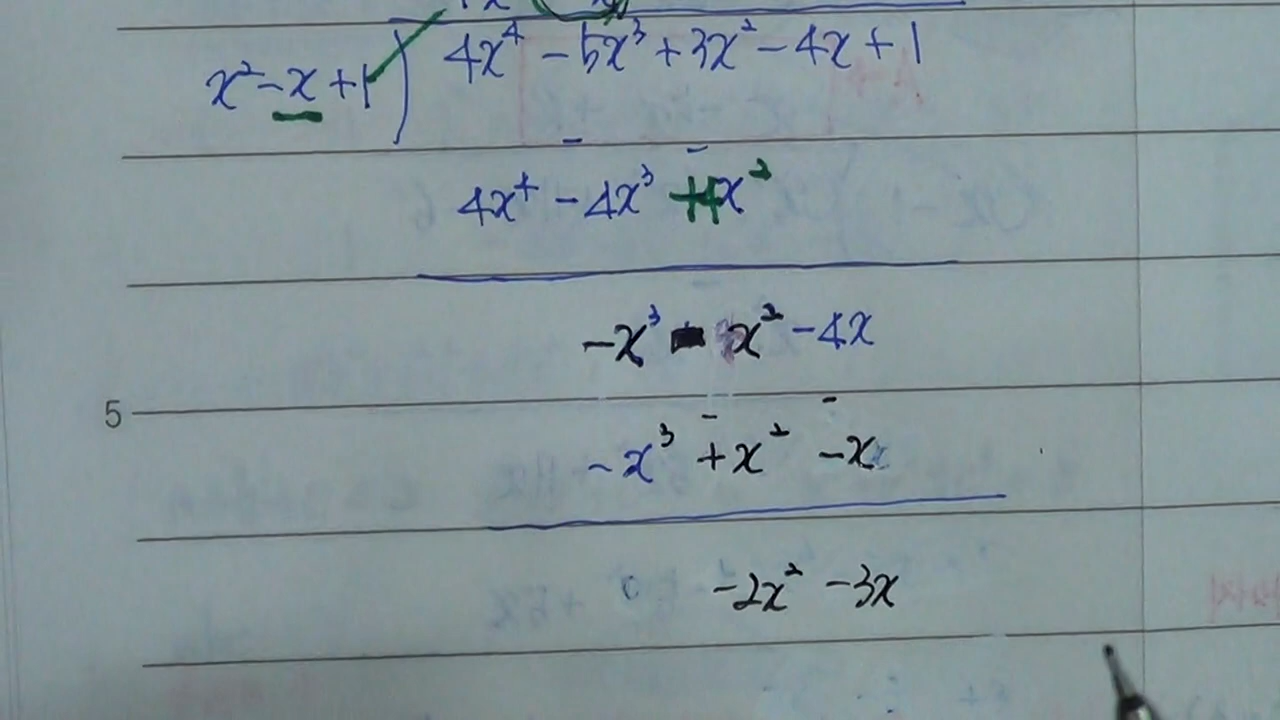 x² - x + 1 ) 4x⁴ - 5x³ + 3x² - 4x + 1
4x⁴ - 4x³ + 4x²
-x³ - x² - 4x
5
-x³ + x² - x
-2x² - 3x